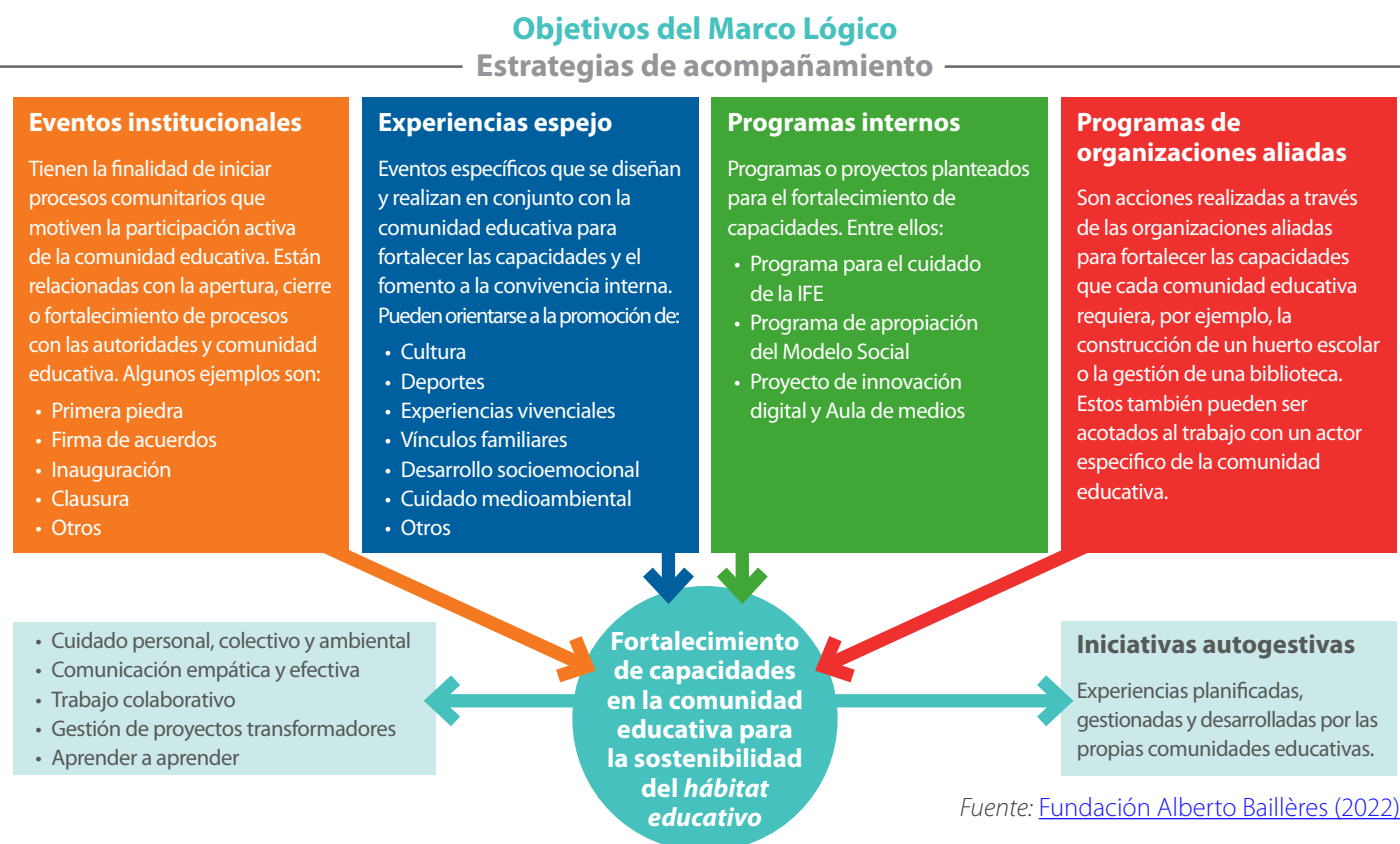 Objetivos del Marco Lógico
Estrategias de acompañamiento
Eventos institucionales
Tienen la finalidad de iniciar
procesos comunitarios que
motiven la participación activa
de la comunidad educativa. Están
relacionadas con la apertura, cierre
o fortalecimiento de procesos
con las autoridades y comunidad
educativa. Algunos ejemplos son:
• Primera piedra
• Firma de acuerdos
• Inauguración
• Clausura
• Otros
Experiencias espejo
Eventos específicos que se diseñan
y realizan en conjunto con la
comunidad educativa para
fortalecer las capacidades y el
fomento a la convivencia interna.
Pueden orientarse a la promoción de:
• Cultura
• Deportes
• Experiencias vivenciales
• Vínculos familiares
• Desarrollo socioemocional
• Cuidado medioambiental
• Otros
Programas internos
Programas o proyectos planteados
para el fortalecimiento de
capacidades. Entre ellos:
• Programa para el cuidado
de la IFE
• Programa de apropiación
del Modelo Social
• Proyecto de innovación
digital y Aula de medios
Programas de
organizaciones aliadas
Son acciones realizadas a través
de las organizaciones aliadas
para fortalecer las capacidades
que cada comunidad educativa
requiera, por ejemplo, la
construcción de un huerto escolar
o la gestión de una biblioteca.
Estos también pueden ser
acotados al trabajo con un actor
especifico de la comunidad
educativa.
• Cuidado personal, colectivo y ambiental
• Comunicación empática y efectiva
• Trabajo colaborativo
• Gestión de proyectos transformadores
• Aprender a aprender
Fortalecimiento
de capacidades
en la comunidad
educativa para
la sostenibilidad
del hábitat
educativo
Iniciativas autogestivas
Experiencias planificadas,
gestionadas y desarrolladas por las
propias comunidades educativas.
Fuente: Fundación Alberto Baillères (2022)